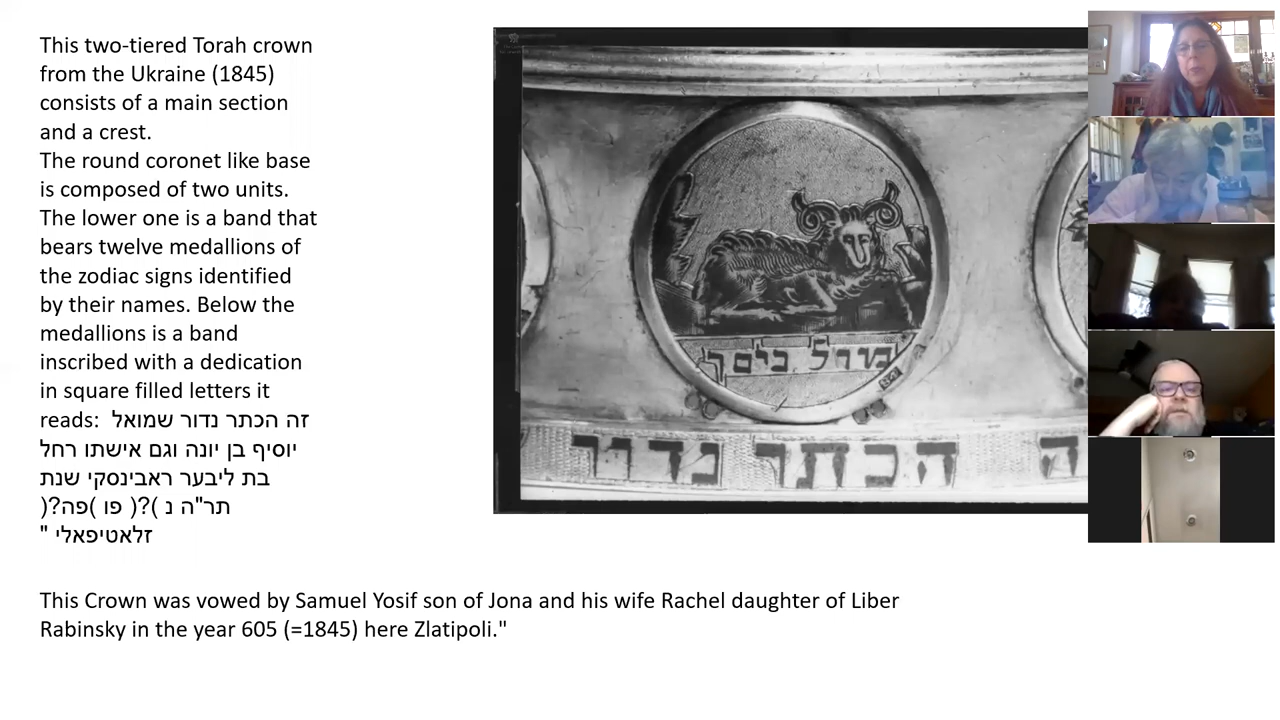 This two-tiered Torah crown
from the Ukraine (1845)
consists of a main section
and a crest.
The round coronet like base
is composed of two units.
The lower one is a band that
bears twelve medallions of
the zodiac signs identified
by their names. Below the
medallions is a band
inscribed with a dedication
in square filled letters it
reads: זה הכתר נדור שמואל
יוסיף בן יונה וגם אישתו רחל
בת ליבער ראבינסקי שנת
תר"ה נ )?( פו )פה?(
זלאטיפאלי "
מזל ניסן
הכתר נדור
This Crown was vowed by Samuel Yosif son of Jona and his wife Rachel daughter of Liber
Rabinsky in the year 605 (=1845) here Zlatipoli."